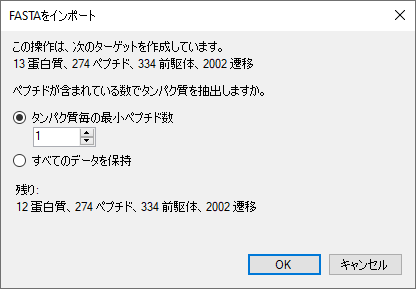 FASTAをインポート
この操作は、次のターゲットを作成しています。
13 蛋白質、274 ペプチド、334 前駆体、2002 遷移
ペプチドが含まれている数でタンパク質を抽出しますか。
タンパク質毎の最小ペプチド数
1
すべてのデータを保持
残り:
12 蛋白質、274 ペプチド、334 前駆体、2002 遷移
OK
キャンセル